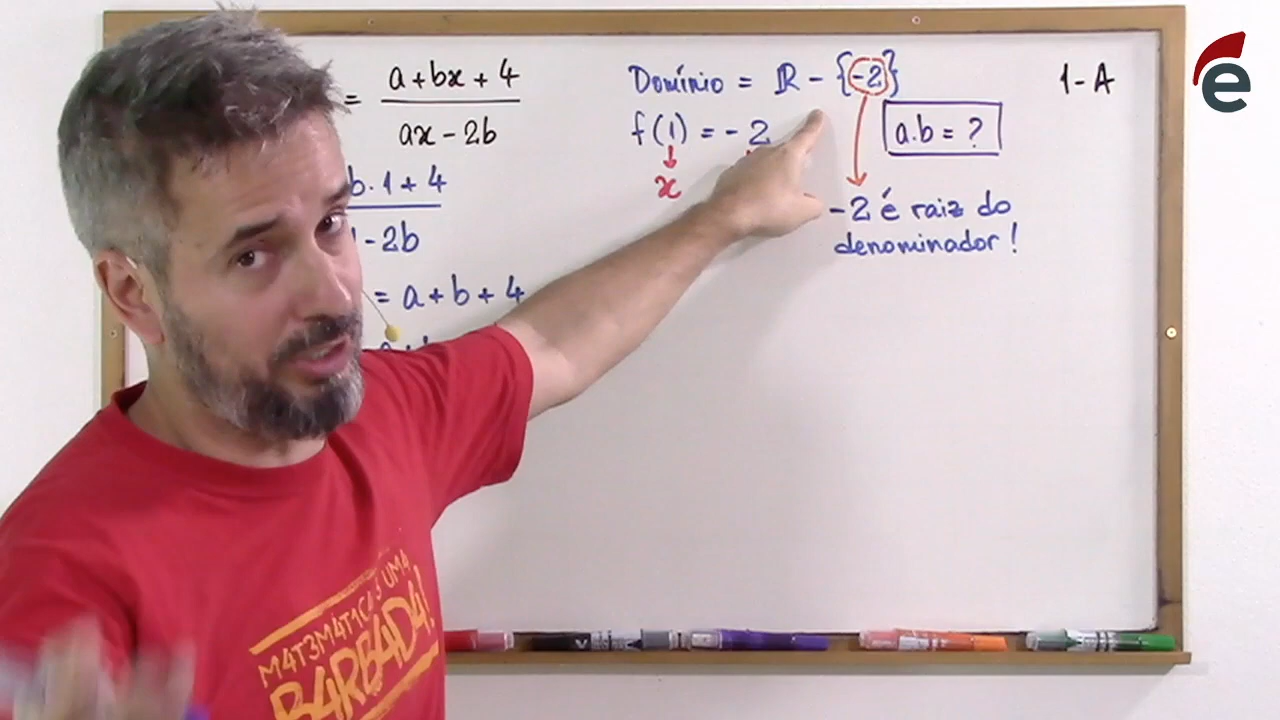 = a + bx + 4
ax - 2b
b.1 + 4
- 2b
= a + b + 4
Domínio = ℝ - {-2}
f(1) = - 2
x
a.b = ?
-2 é raiz do
denominador!
1-A
e
M4T3M4T1C4 UMA
B4RB4D4!